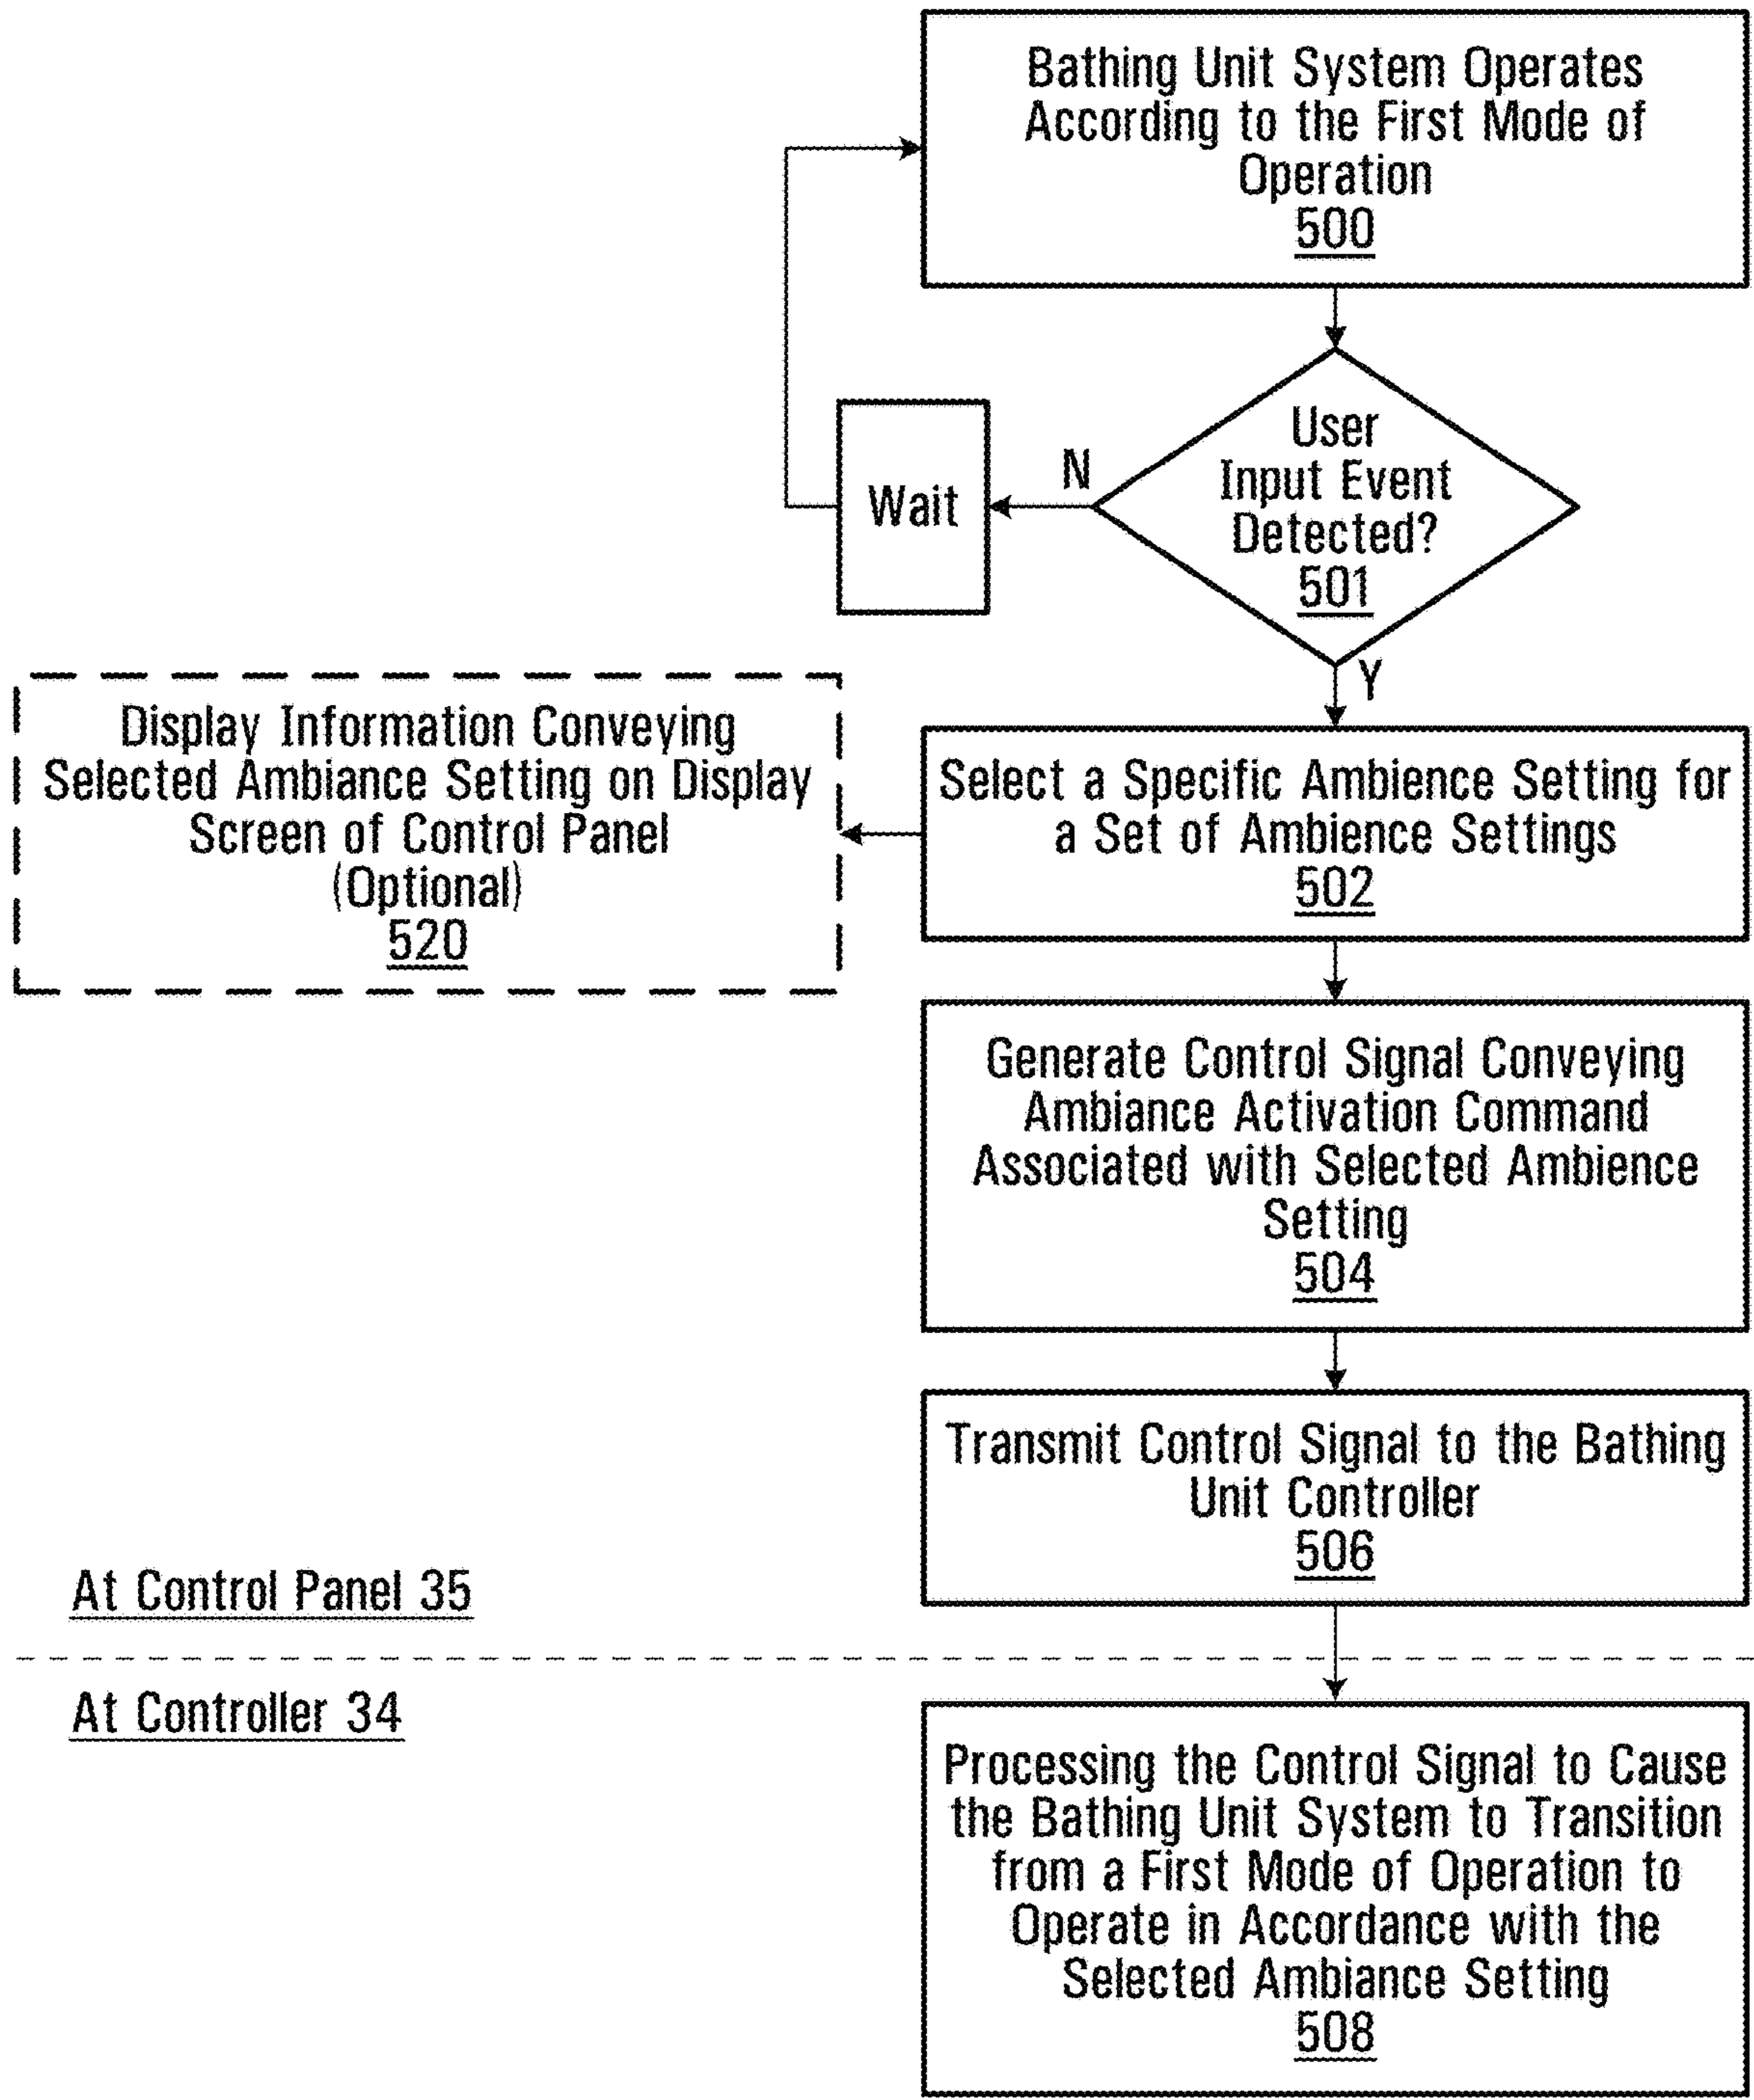 Bathing Unit System Operates
According to the First Mode of
Operation
500
User
Input Event
Detected?
501
N
Wait
Y
Display Information Conveying
Selected Ambiance Setting on Display
Screen of Control Panel
(Optional)
520
Select a Specific Ambience Setting for
a Set of Ambience Settings
502
Generate Control Signal Conveying
Ambiance Activation Command
Associated with Selected Ambience
Setting
504
Transmit Control Signal to the Bathing
Unit Controller
506
At Control Panel 35
At Controller 34
Processing the Control Signal to Cause
the Bathing Unit System to Transition
from a First Mode of Operation to
Operate in Accordance with the
Selected Ambiance Setting
508